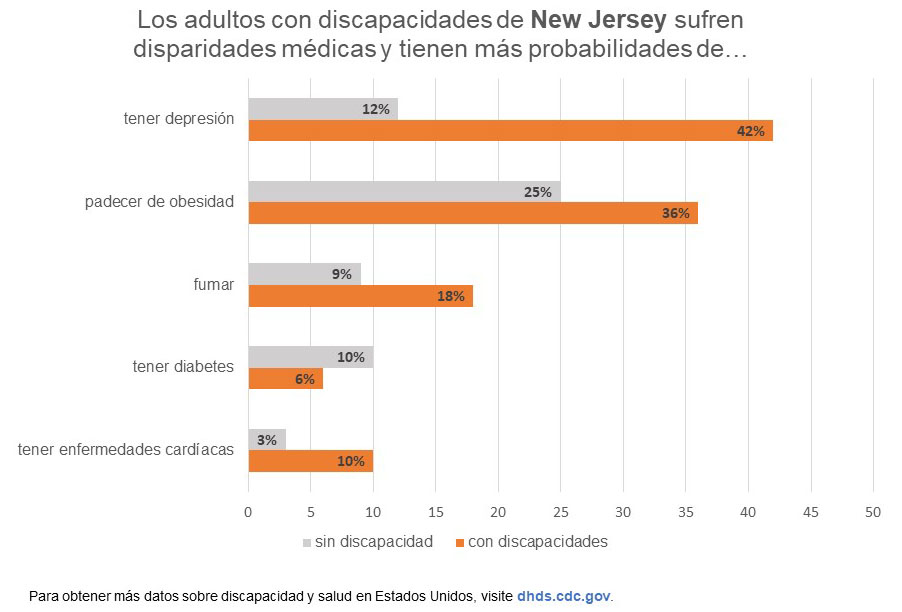 Los adultos con discapacidades de New Jersey sufren
disparidades médicas y tienen más probabilidades de…
tener depresión
12%
42%
padecer de obesidad
25%
36%
fumar
9%
18%
tener diabetes
10%
6%
tener enfermedades cardíacas
3%
10%
0 5 10 15 20 25 30 35 40 45 50
sin discapacidad con discapacidades
Para obtener más datos sobre discapacidad y salud en Estados Unidos, visite dhds.cdc.gov.